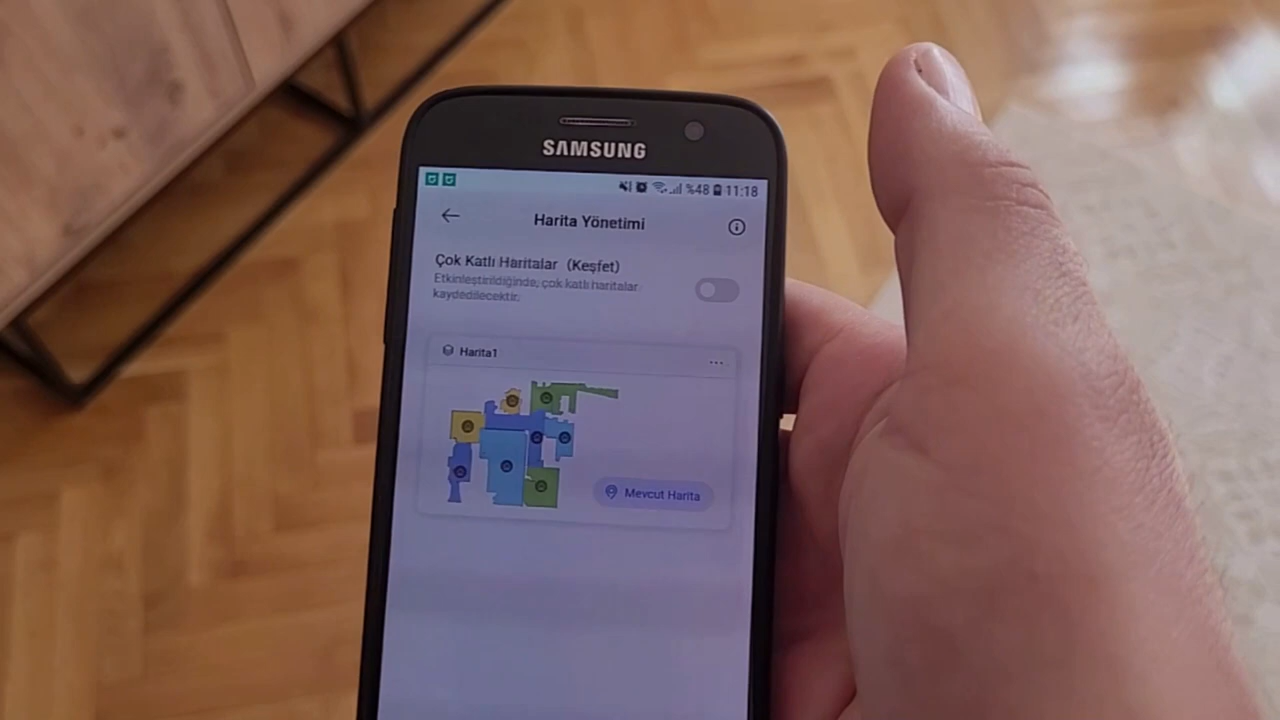 SAMSUNG
%48 11:18
Harita Yönetimi
Çok Katlı Haritalar (Keşfet)
Etkinleştirildiğinde, çok katlı haritalar
kaydedilecektir.
Harita1
Mevcut Harita